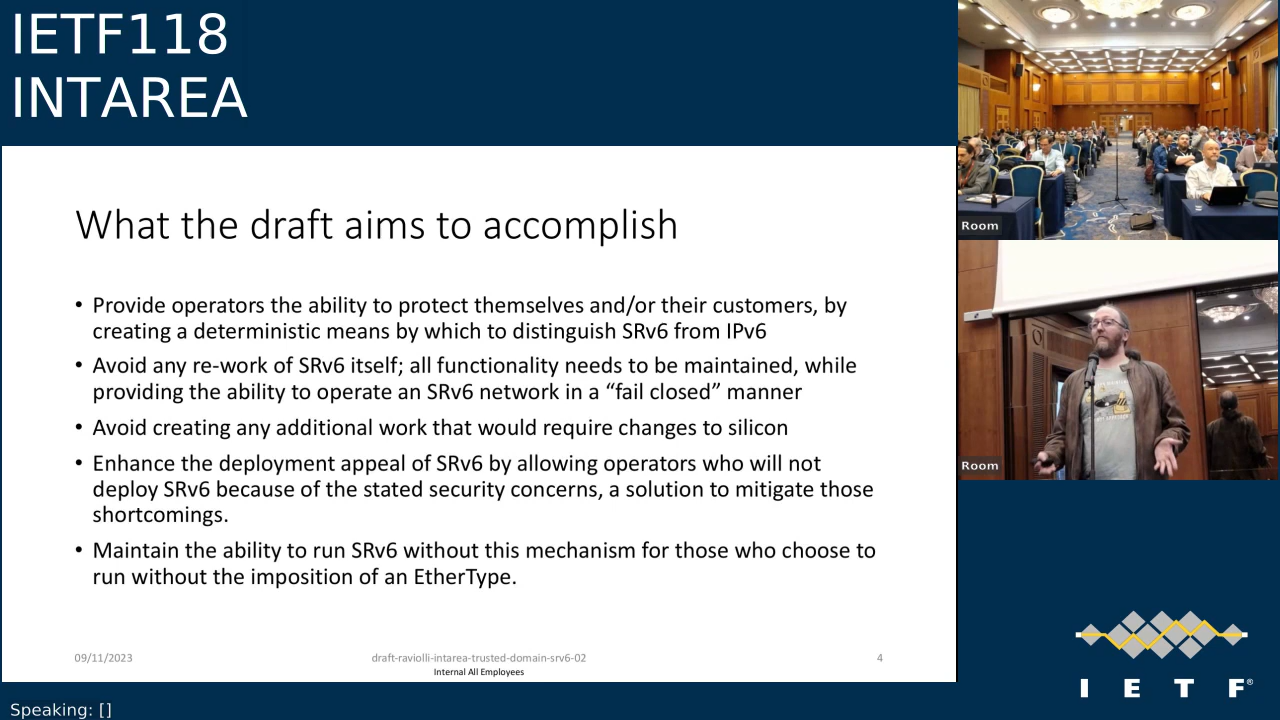 IETF118
INTAREA
What the draft aims to accomplish
• Provide operators the ability to protect themselves and/or their customers, by
creating a deterministic means by which to distinguish SRv6 from IPv6
• Avoid any re-work of SRv6 itself; all functionality needs to be maintained, while
providing the ability to operate an SRv6 network in a “fail closed” manner
• Avoid creating any additional work that would require changes to silicon
• Enhance the deployment appeal of SRv6 by allowing operators who will not
deploy SRv6 because of the stated security concerns, a solution to mitigate those
shortcomings.
• Maintain the ability to run SRv6 without this mechanism for those who choose to
run without the imposition of an EtherType.
09/11/2023
draft-raviolli-intarea-trusted-domain-srv6-02
4
Internal All Employees
Room
Room
I E T F®
Speaking: []